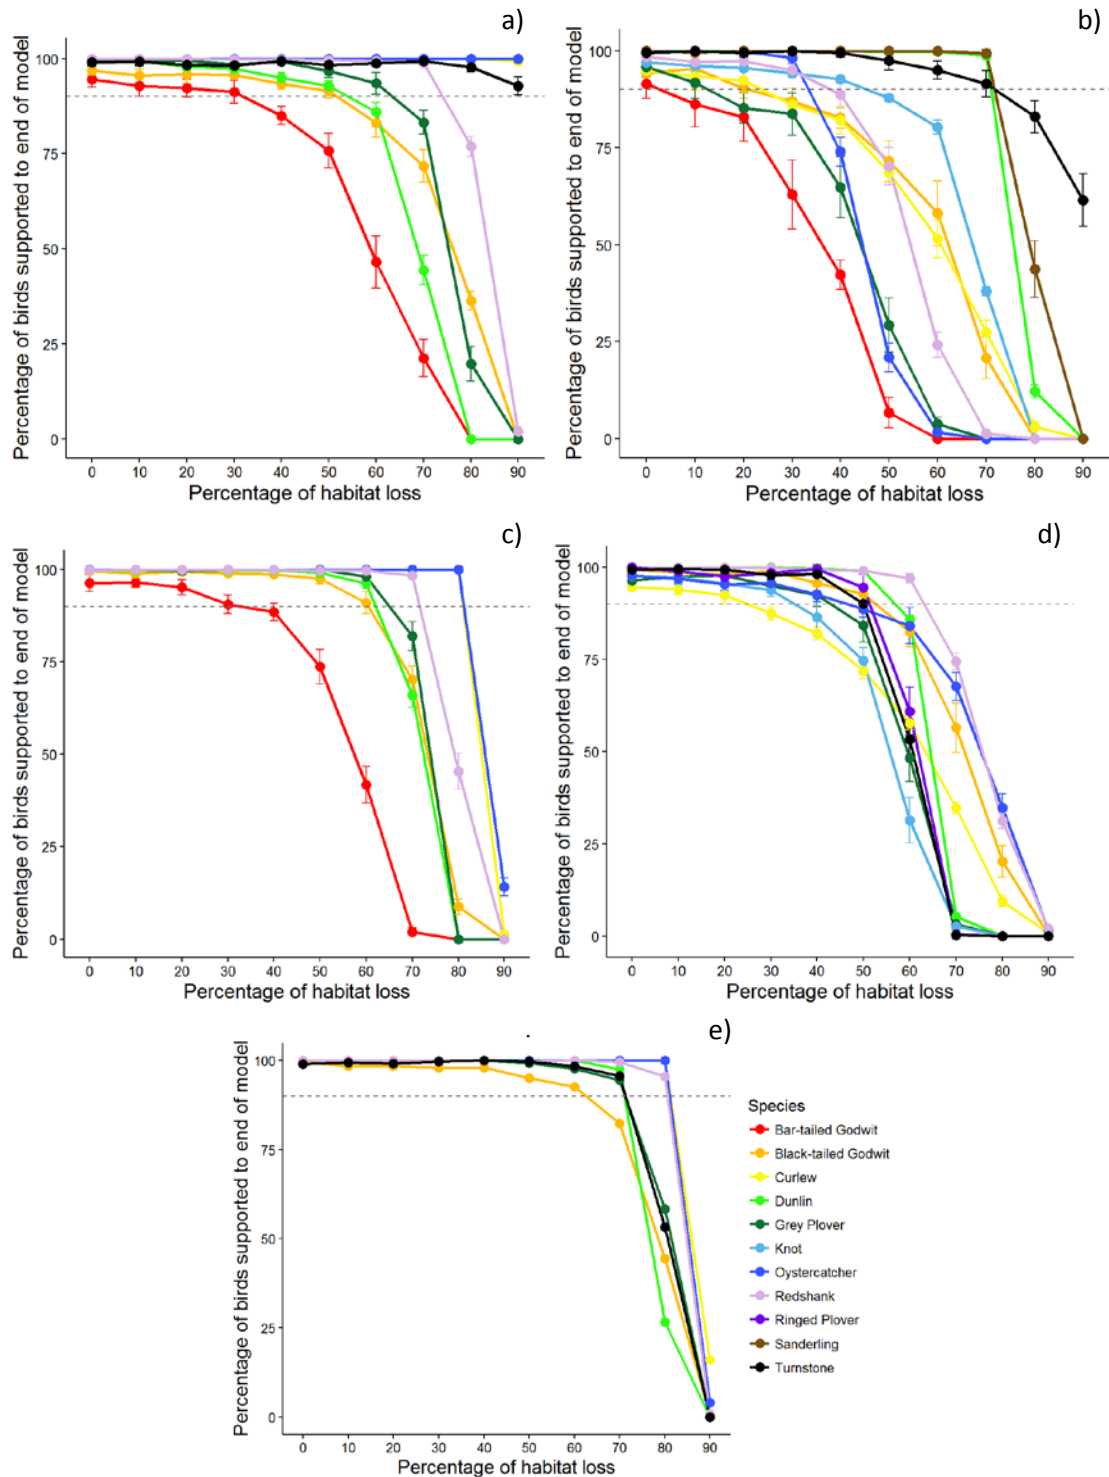 a)
Percentage of birds supported to end of model
100
75
50
25
0
0 10 20 30 40 50 60 70 80 90
Percentage of habitat loss
b)
Percentage of birds supported to end of model
100
75
50
25
0
0 10 20 30 40 50 60 70 80 90
Percentage of habitat loss
c)
Percentage of birds supported to end of model
100
75
50
25
0
0 10 20 30 40 50 60 70 80 90
Percentage of habitat loss
d)
Percentage of birds supported to end of model
100
75
50
25
0
0 10 20 30 40 50 60 70 80 90
Percentage of habitat loss
e)
Percentage of birds supported to end of model
100
75
50
25
0
0 10 20 30 40 50 60 70 80 90
Percentage of habitat loss
Species
Bar-tailed Godwit
Black-tailed Godwit
Curlew
Dunlin
Grey Plover
Knot
Oystercatcher
Redshank
Ringed Plover
Sanderling
Turnstone